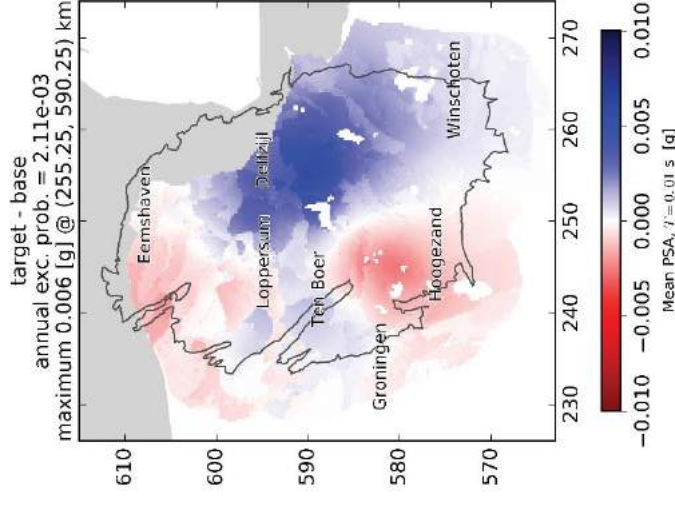 target - base
annual exc. prob. = 2.11e-03
maximum 0.006 [g] @ (255.25,590.25) km
610
600
590
580
570
Eemshaven
Delfzijl
Loppersum
Ten Boer
Winschoten
Hoogezand
Groningen
230
240
250
260
270
−0.010
−0.005
0.000
0.005
0.010
Mean PSA, T=0.01 s [g]